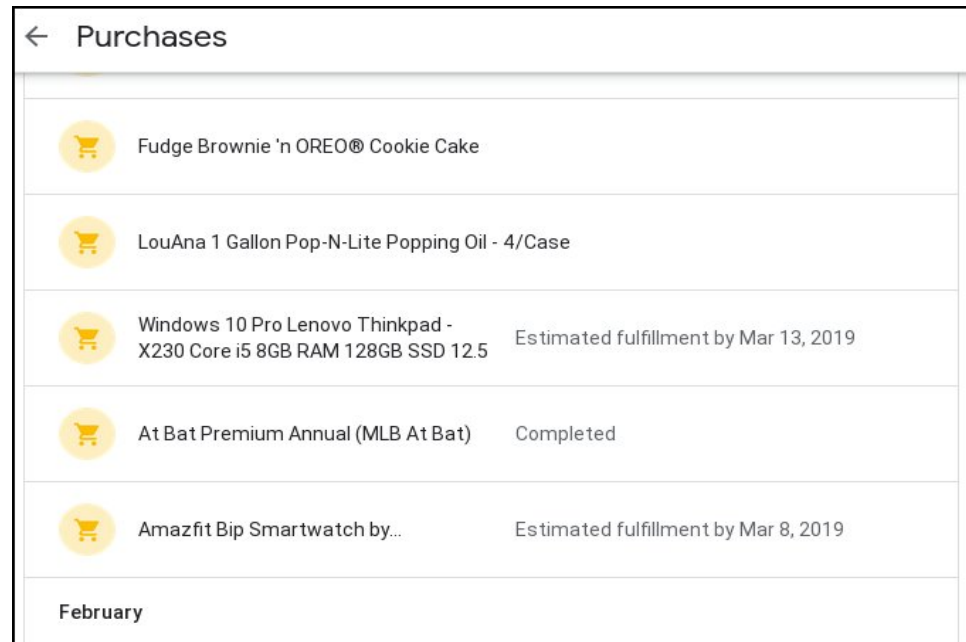 Purchases
Fudge Brownie 'n OREO® Cookie Cake
LouAna 1 Gallon Pop-N-Lite Popping Oil - 4/Case
Windows 10 Pro Lenovo Thinkpad -
X230 Core i5 8GB RAM 128GB SSD 12.5
Estimated fulfillment by Mar 13, 2019
At Bat Premium Annual (MLB At Bat)
Completed
Amazfit Bip Smartwatch by...
Estimated fulfillment by Mar 8, 2019
February